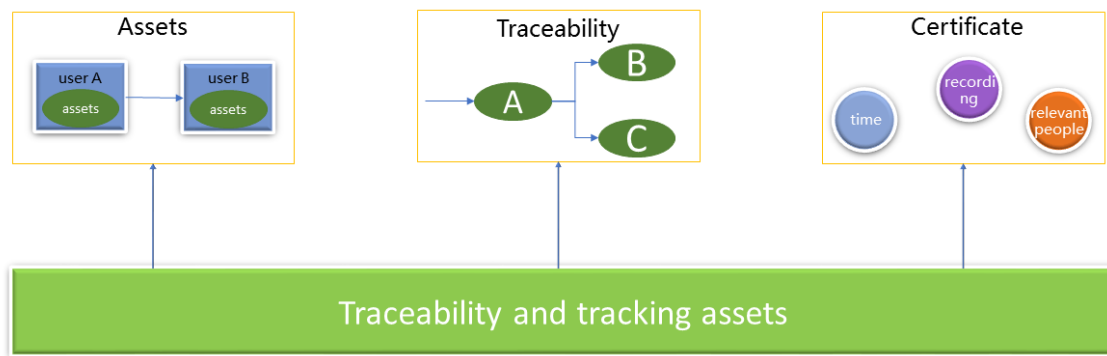 Assets
user A
assets
user B
assets
Traceability
A
B
C
Certificate
time
recordi
ng
relevant
people
Traceability and tracking assets